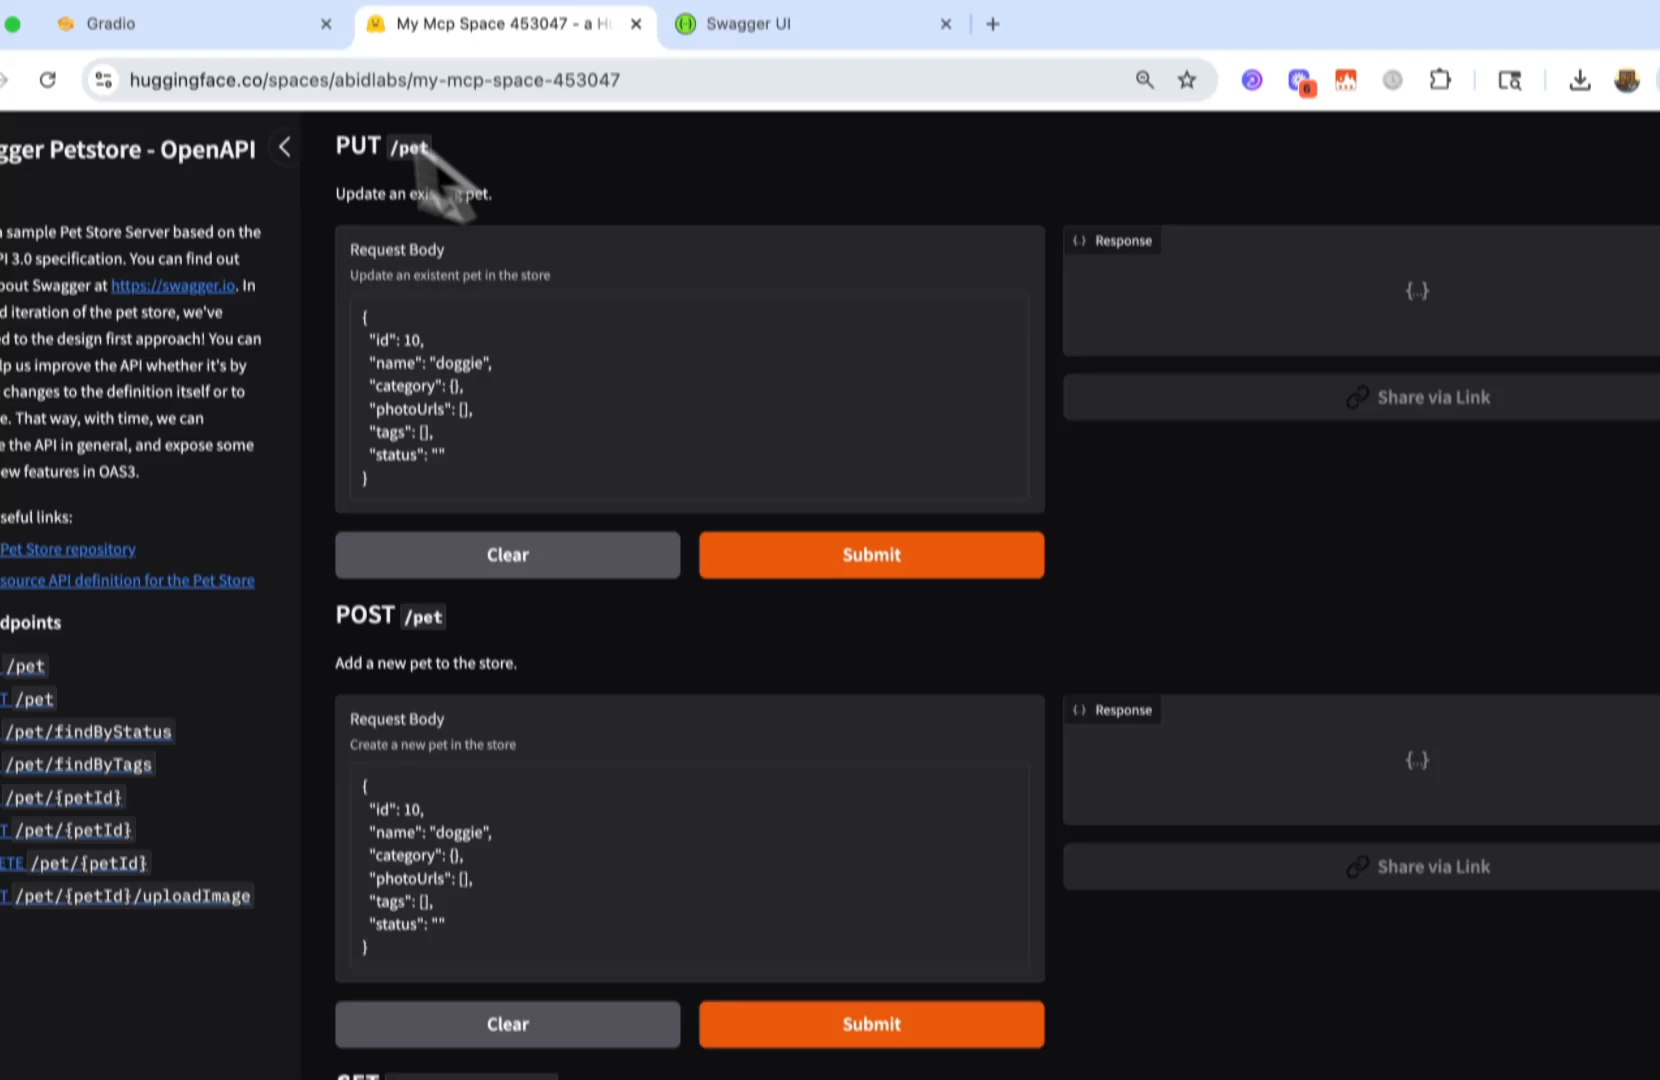 Gradio
My Mcp Space 453047 - a Hu
Swagger UI
huggingface.co/spaces/abidlabs/my-mcp-space-453047
6
gger Petstore - OpenAPI
sample Pet Store Server based on the
PI 3.0 specification. You can find out
bout Swagger at https://swagger.io. In
d iteration of the pet store, we've
ed to the design first approach! You can
lp us improve the API whether it's by
changes to the definition itself or to
e. That way, with time, we can
e the API in general, and expose some
ew features in OAS3.
seful links:
Pet Store repository
source API definition for the Pet Store
dpoints
/pet
T /pet
/pet/findByStatus
/pet/findByTags
/pet/{petId}
T /pet/{petId}
ETE /pet/{petId}
T /pet/{petId}/uploadImage
PUT /pet
Update an pet.
Request Body
Update an existent pet in the store
{
"id": 10,
"name": "doggie",
"category": {},
"photoUrls": [],
"tags": [],
"status": ""
}
Clear
Submit
{} Response
{..}
Share via Link
POST /pet
Add a new pet to the store.
Request Body
Create a new pet in the store
{
"id": 10,
"name": "doggie",
"category": {},
"photoUrls": [],
"tags": [],
"status": ""
}
Clear
Submit
{} Response
{..}
Share via Link
GET